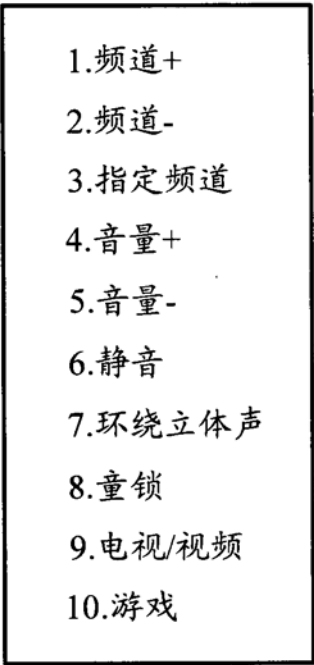 1.频道+
2.频道-
3.指定频道
4.音量+
5.音量-
6.静音
7.环绕立体声
8.童锁
9.电视/视频
10.游戏